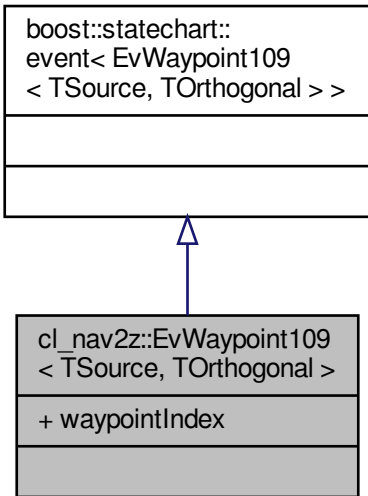 boost::statechart::
event< EvWaypoint109
< TSource, TOrthogonal > >
cl_nav2z::EvWaypoint109
< TSource, TOrthogonal >
+ waypointIndex